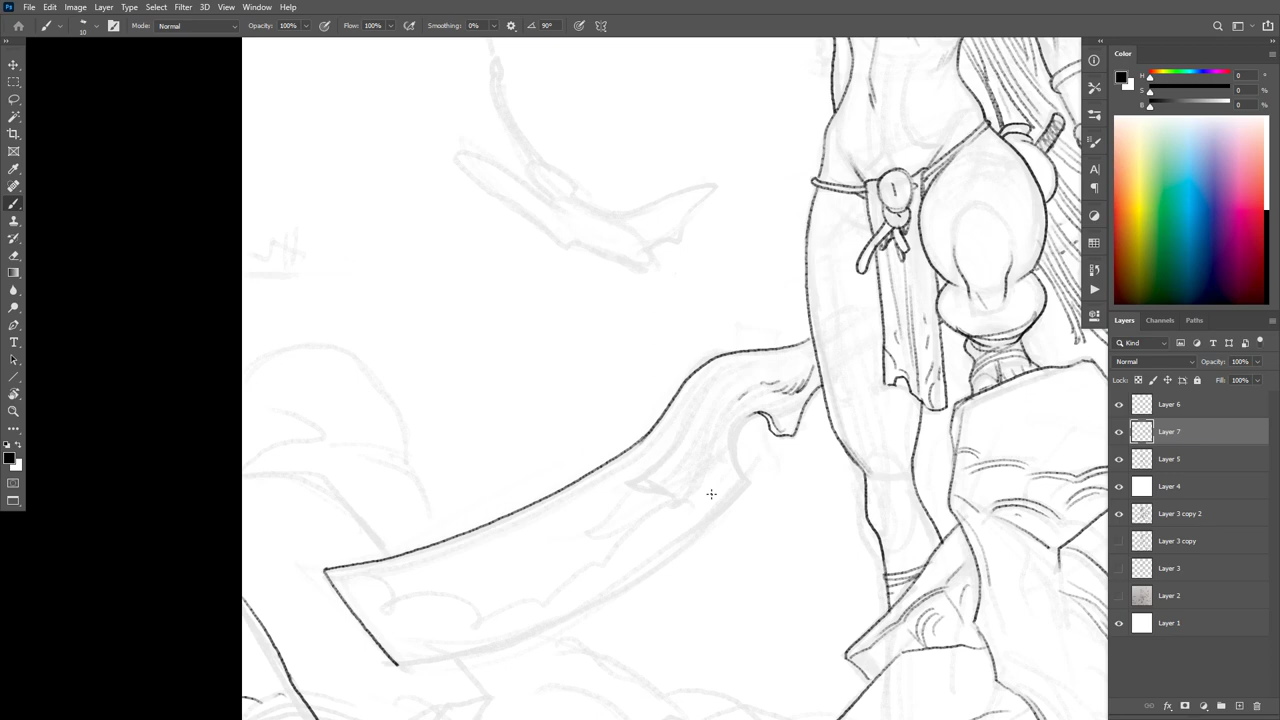 Ps File Edit Image Layer Type Select Filter 3D View Window Help
10 Mode: Normal Opacity: 100% Flow: 100% Smoothing: 0% 90°
Color
H 0 °
S 0 %
B 0 %
Layers Channels Paths
Kind
Normal Opacity: 100%
Lock: Fill: 100%
Layer 6
Layer 7
Layer 5
Layer 4
Layer 3 copy 2
Layer 3 copy
Layer 3
Layer 2
Layer 1